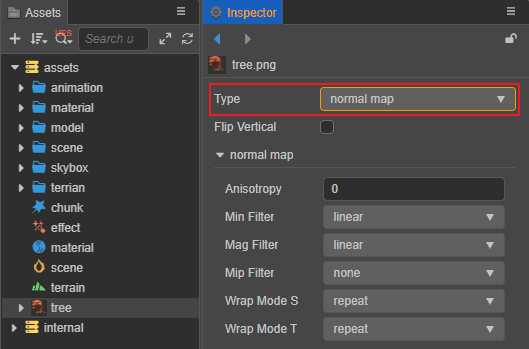 Assets
Inspector
UUID
Search u
tree.png
Type
normal map
Flip Vertical
normal map
Anisotropy
0
Min Filter
linear
Mag Filter
linear
Mip Filter
none
Wrap Mode S
repeat
Wrap Mode T
repeat
assets
animation
material
model
scene
skybox
terrian
chunk
effect
material
scene
terrain
tree
internal